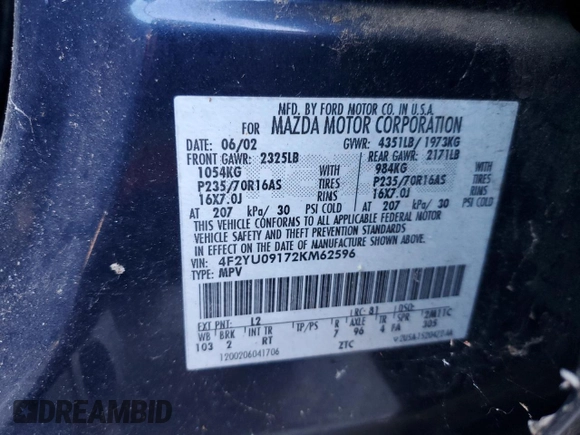 MFD. BY FORD MOTOR CO. IN U.S.A.
FOR MAZDA MOTOR CORPORATION
DATE: 06/02 GVWR: 4351LB/ 1973KG
FRONT GAWR: 2325LB REAR GAWR: 2171LB
1054KG 984KG
P235/70R16AS TIRES P235/70R16AS TIRES
16X7.0J RIMS 16X7.0J RIMS
AT 207 kPa/ 30 PSI COLD AT 207 kPa/ 30 PSI COLD
THIS VEHICLE CONFORMS TO ALL APPLICABLE FEDERAL MOTOR
VEHICLE SAFETY AND THEFT PREVENTION STANDARDS IN
EFFECT ON THE DATE OF MANUFACTURE SHOWN ABOVE.
VIN: 4F2YU09172KM62596
TYPE: MPV
EXT PNT: L2 RC: 81 DSO:
WB BRK INT TR TP/PS R AXLE TR SPR
103 2 RT 7 96 4 FA
1200206041706 ZTC
DREAMBID